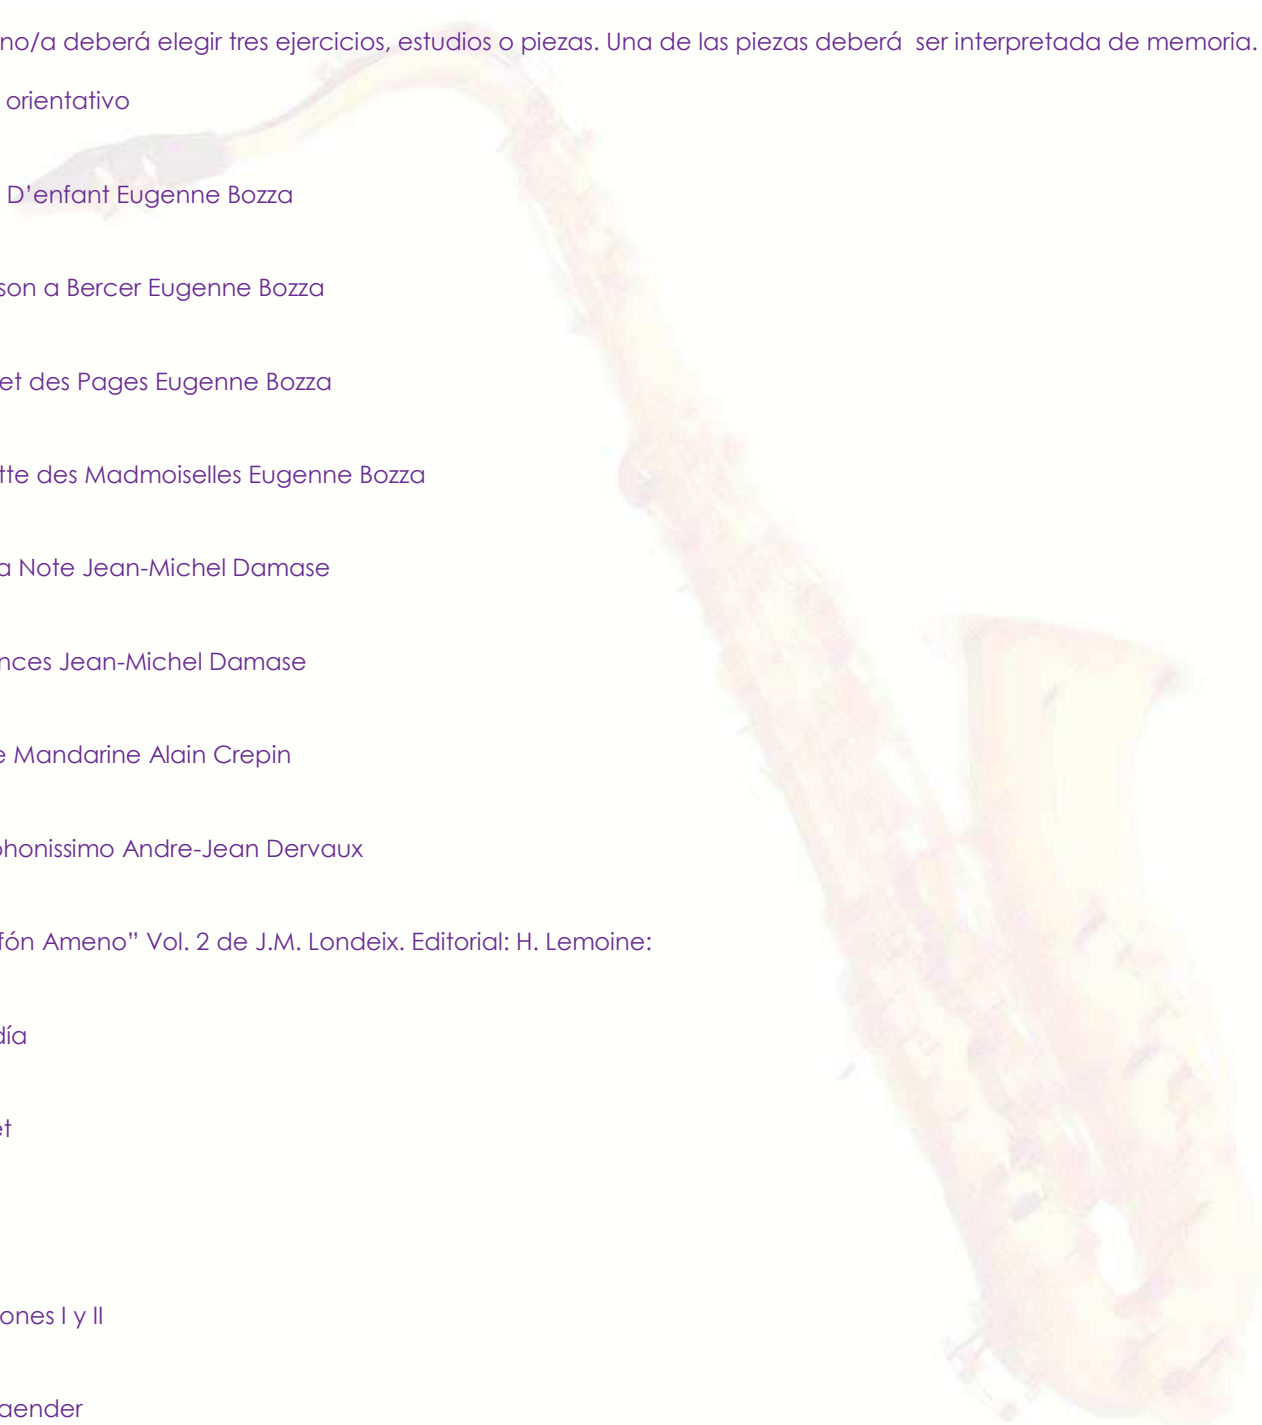 no/a deberá elegir tres ejercicios, estudios o piezas. Una de las piezas deberá ser interpretada de memoria.
orientativo
D’enfant Eugenne Bozza
son a Bercer Eugenne Bozza
et des Pages Eugenne Bozza
tte des Madmoiselles Eugenne Bozza
a Note Jean-Michel Damase
nces Jean-Michel Damase
e Mandarine Alain Crepin
phonissimo Andre-Jean Dervaux
fón Ameno” Vol. 2 de J.M. Londeix. Editorial: H. Lemoine:
día
et
ones I y II
aender